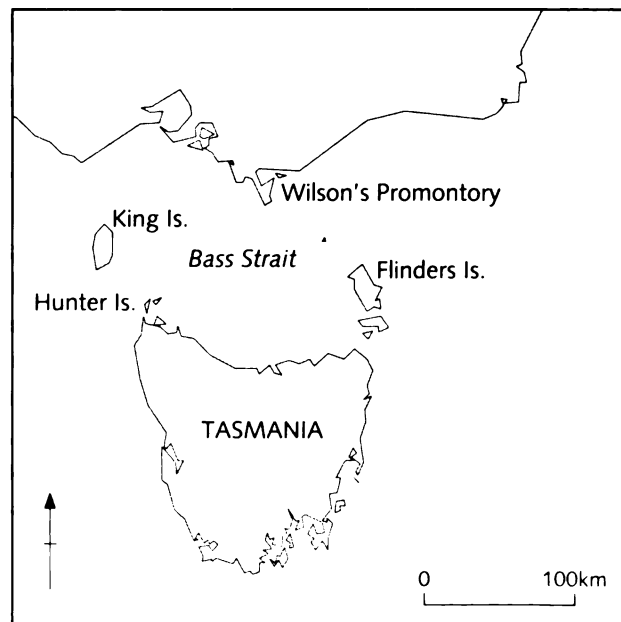 Wilson's Promontory
King Is.
Bass Strait
Flinders Is.
Hunter Is.
TASMANIA
0 100km